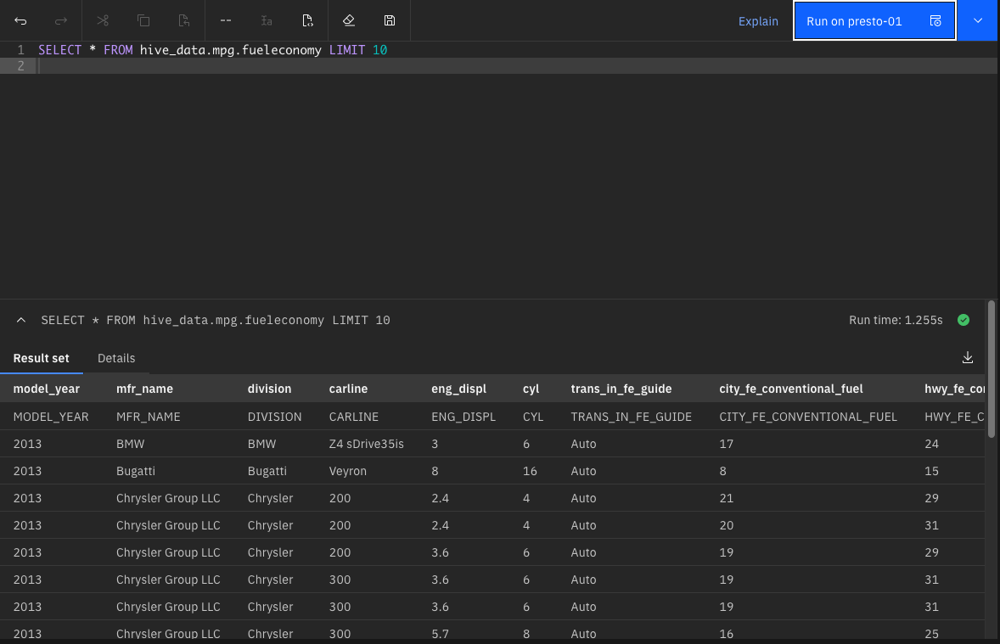 Explain Run on presto-01
1 SELECT * FROM hive_data.mpg.fueleconomy LIMIT 10
2
SELECT * FROM hive_data.mpg.fueleconomy LIMIT 10 Run time: 1.255s
Result set Details
model_year mfr_name division carline eng_displ cyl trans_in_fe_guide city_fe_conventional_fuel hwy_fe_co
MODEL_YEAR MFR_NAME DIVISION CARLINE ENG_DISPL CYL TRANS_IN_FE_GUIDE CITY_FE_CONVENTIONAL_FUEL HWY_FE_C
2013 BMW BMW Z4 sDrive35is 3 6 Auto 17 24
2013 Bugatti Bugatti Veyron 8 16 Auto 8 15
2013 Chrysler Group LLC Chrysler 200 2.4 4 Auto 21 29
2013 Chrysler Group LLC Chrysler 200 2.4 4 Auto 20 31
2013 Chrysler Group LLC Chrysler 200 3.6 6 Auto 19 29
2013 Chrysler Group LLC Chrysler 300 3.6 6 Auto 19 31
2013 Chrysler Group LLC Chrysler 300 3.6 6 Auto 19 31
2013 Chrysler Group LLC Chrysler 300 5.7 8 Auto 16 25